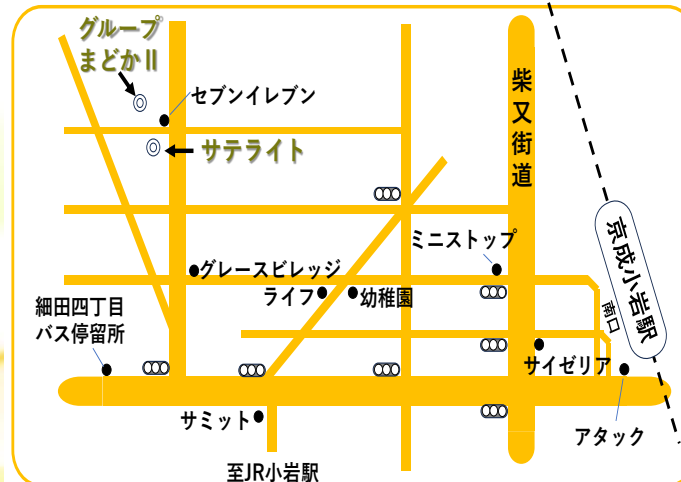 グループ
まどかⅡ
セブンイレブン
サテライト
柴又街道
ミニストップ
京成小岩駅
南口
グレースビレッジ
ライフ
幼稚園
細田四丁目
バス停留所
サイゼリア
サミット
アタック
至JR小岩駅